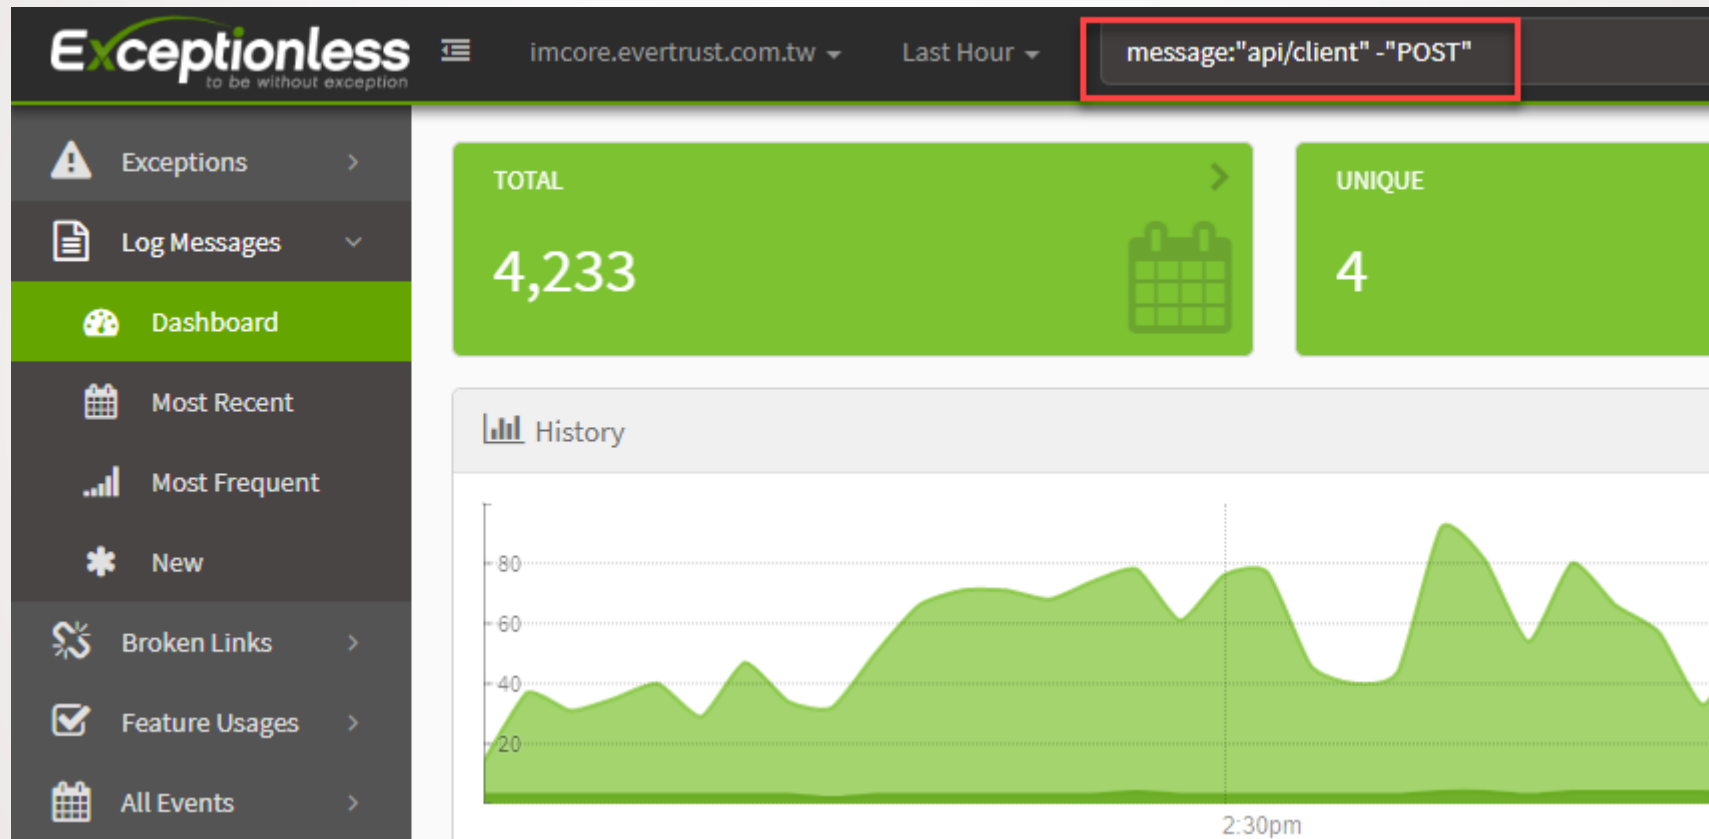 Exceptionless
to be without exception
imcore.evertrust.com.tw
Last Hour
message:"api/client" -"POST"
Exceptions
Log Messages
Dashboard
Most Recent
Most Frequent
New
Broken Links
Feature Usages
All Events
TOTAL
4,233
UNIQUE
4
History
80
60
40
20
2:30pm